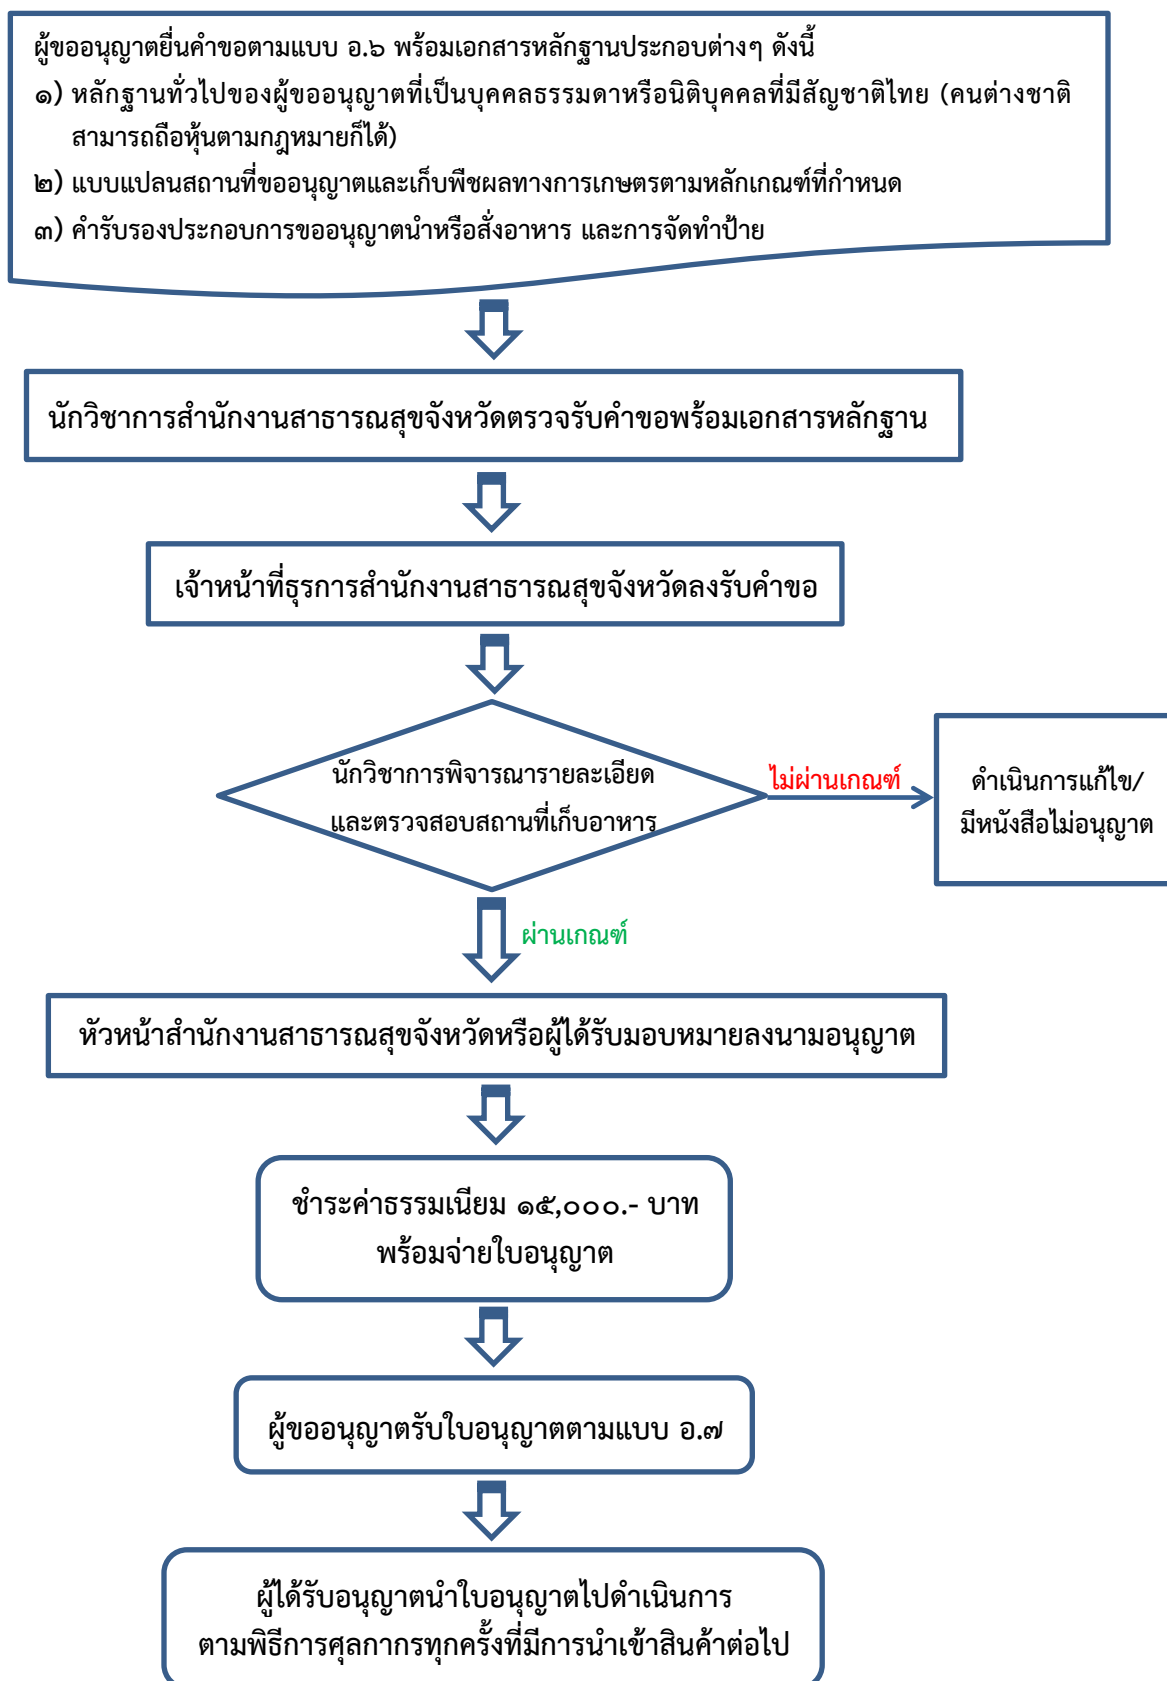 ผู้ขออนุญาตยื่นคำขอตามแบบ อ.๖ พร้อมเอกสารหลักฐานประกอบต่างๆ ดังนี้
๑) หลักฐานทั่วไปของผู้ขออนุญาตที่เป็นบุคคลธรรมดาหรือนิติบุคคลที่มีสัญชาติไทย (คนต่างชาติ
สามารถถือหุ้นตามกฎหมายก็ได้)
๒) แบบแปลนสถานที่ขออนุญาตและเก็บพืชผลทางการเกษตรตามหลักเกณฑ์ที่กำหนด
๓) คำรับรองประกอบการขออนุญาตนำหรือสั่งอาหาร และการจัดทำป้าย
นักวิชาการสำนักงานสาธารณสุขจังหวัดตรวจรับคำขอพร้อมเอกสารหลักฐาน
เจ้าหน้าที่ธุรการสำนักงานสาธารณสุขจังหวัดลงรับคำขอ
นักวิชาการพิจารณารายละเอียด
และตรวจสอบสถานที่เก็บอาหาร
ไม่ผ่านเกณฑ์
ดำเนินการแก้ไข/
มีหนังสือไม่อนุญาต
ผ่านเกณฑ์
หัวหน้าสำนักงานสาธารณสุขจังหวัดหรือผู้ได้รับมอบหมายลงนามอนุญาต
ชำระค่าธรรมเนียม ๑๕,๐๐๐.- บาท
พร้อมจ่ายใบอนุญาต
ผู้ขออนุญาตรับใบอนุญาตตามแบบ อ.๗
ผู้ได้รับอนุญาตนำใบอนุญาตไปดำเนินการ
ตามพิธีการศุลกากรทุกครั้งที่มีการนำเข้าสินค้าต่อไป